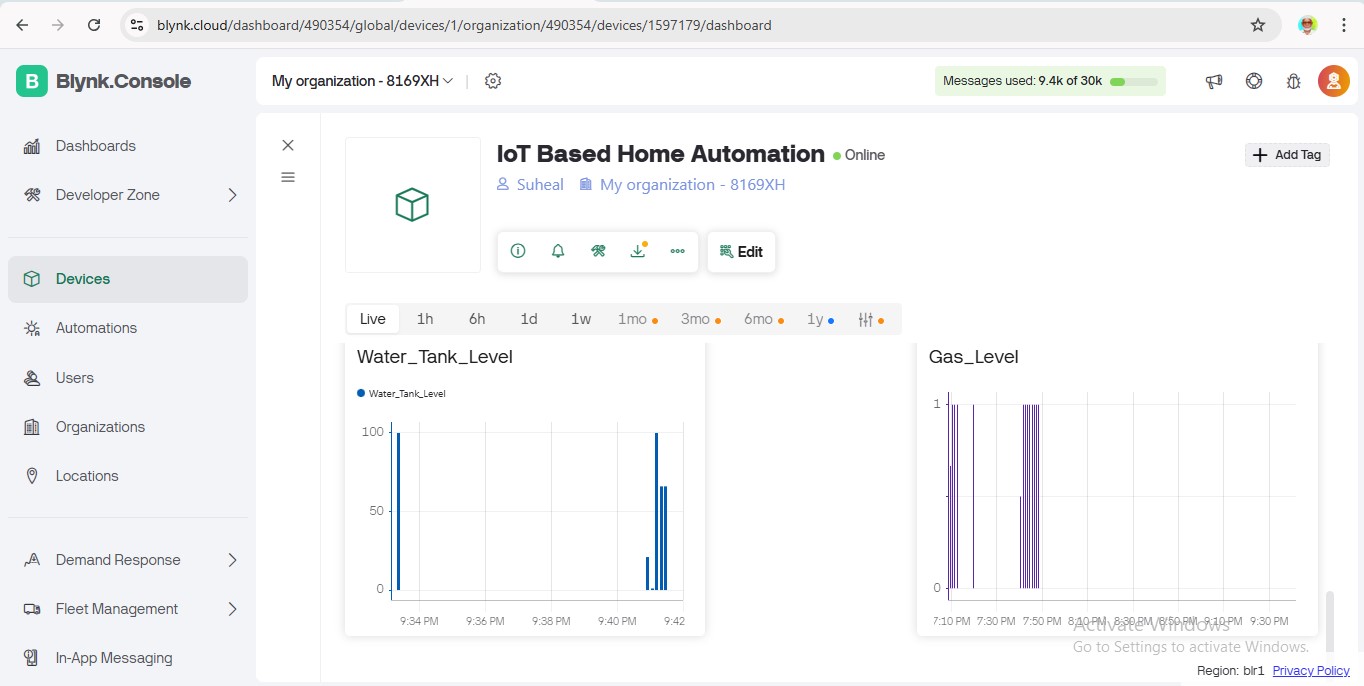 blynk.cloud/dashboard/490354/global/devices/1/organization/490354/devices/1597179/dashboard
B Blynk.Console
My organization - 8169XH
Messages used: 9.4k of 30k
Dashboards
Developer Zone
Devices
Automations
Users
Organizations
Locations
Demand Response
Fleet Management
In-App Messaging
IoT Based Home Automation Online
Suheal My organization - 8169XH
Add Tag
Edit
Live 1h 6h 1d 1w 1mo 3mo 6mo 1y
Water_Tank_Level
Water_Tank_Level
100
50
0
9:34 PM 9:36 PM 9:38 PM 9:40 PM 9:42
Gas_Level
1
0
7:10 PM 7:30 PM 7:50 PM 8:10 PM 8:30 PM 8:50 PM 9:10 PM 9:30 PM
Activate Windows
Go to Settings to activate Windows.
Region: blr1 Privacy Policy